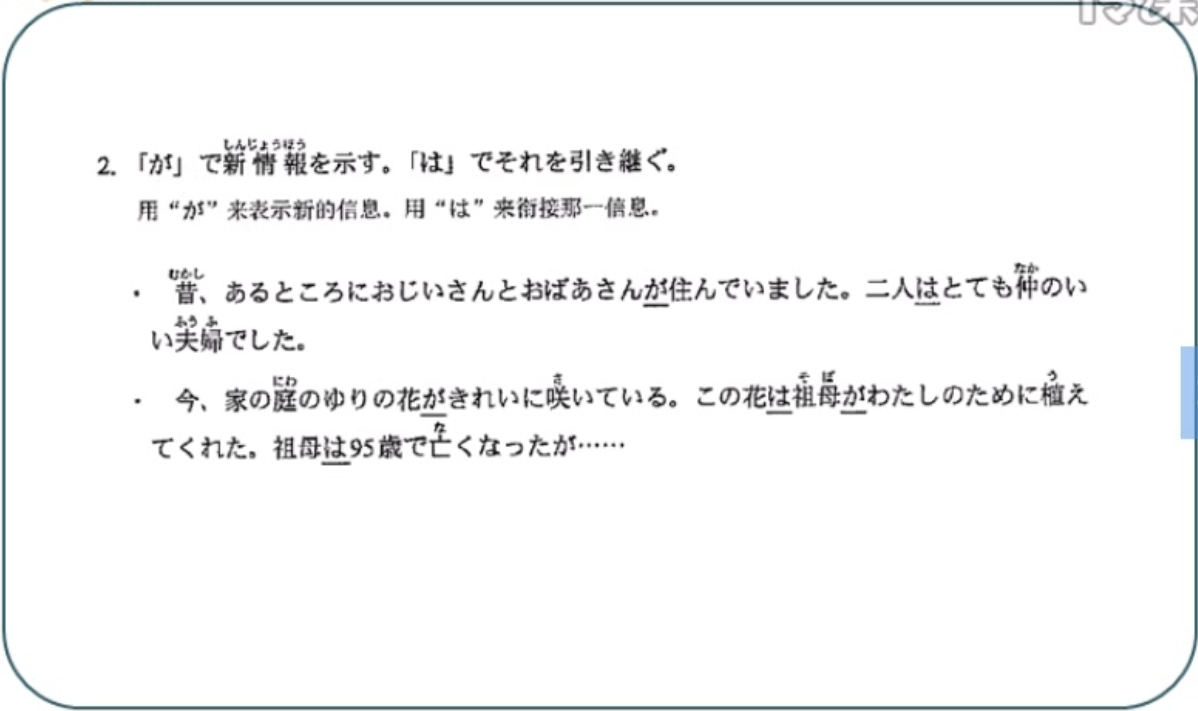 2. 「が」で新情報を示す。「は」でそれを引き継ぐ。
用“が”来表示新的信息。用“は”来衔接那一信息。
· 昔、あるところにおじいさんとおばあさんが住んでいました。二人はとても仲のい
い夫婦でした。
· 今、家の庭のゆりの花がきれいに咲いている。この花は祖母がわたしのために植え
てくれた。祖母は95歳で亡くなったが……